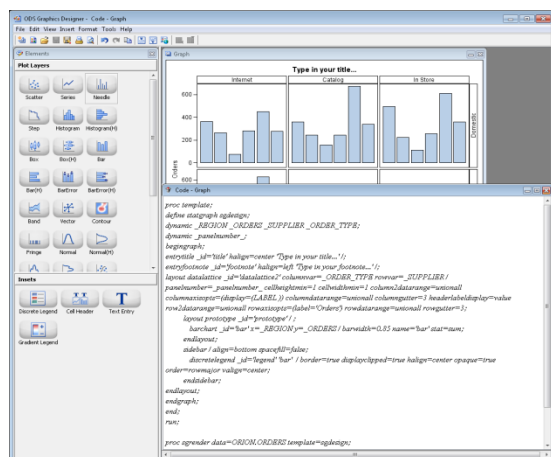 ODS Graphics Designer - Code - Graph
File Edit View Insert Format Tools Help
Elements
Plot Layers
Scatter Series Needle
Step Histogram Histogram(H)
Box Box(H) Bar
Bar(H) BarError BarError(H)
Band Vector Contour
Fringe Normal Normal(H)
Insets
Discrete Legend Cell Header Text Entry
Gradient Legend
Graph
Type in your title...
Internet Catalog In Store
600
400
200
0
600
Orders
Domestic
Code - Graph
proc template;
define statgraph sgdesign;
dynamic _REGION _ORDERS _SUPPLIER _ORDER_TYPE;
dynamic _panelnumber_;
begingraph;
entrytitle _id='title' halign=center 'Type in your title...' /;
entryfootnote _id='footnote' halign=left 'Type in your footnote...' /;
layout datalattice _id='datalattice2' columnvar=_ORDER_TYPE rowvar=_SUPPLIER /
panelnumber=_panelnumber_ cellheightmin=1 cellwidthmin=1 column2datarange=unionall
columnaxisopts=(display=(LABEL )) columndatarange=unionall columngutter=3 headerlabeldisplay=value
row2datarange=unionall rowaxisopts=(label='Orders') rowdatarange=unionall rowgutter=3;
layout prototype _id='prototype' / ;
barchart _id='bar' x=_REGION y=_ORDERS / barwidth=0.85 name='bar' stat=sum;
endlayout;
sidebar / align=bottom spacefill=false;
discretelegend _id='legend' 'bar' / border=true displayclipped=true halign=center opaque=true
order=rowmajor valign=center;
endsidebar;
endlayout;
endgraph;
end;
run;
proc sgrender data=ORION.ORDERS template=sgdesign;